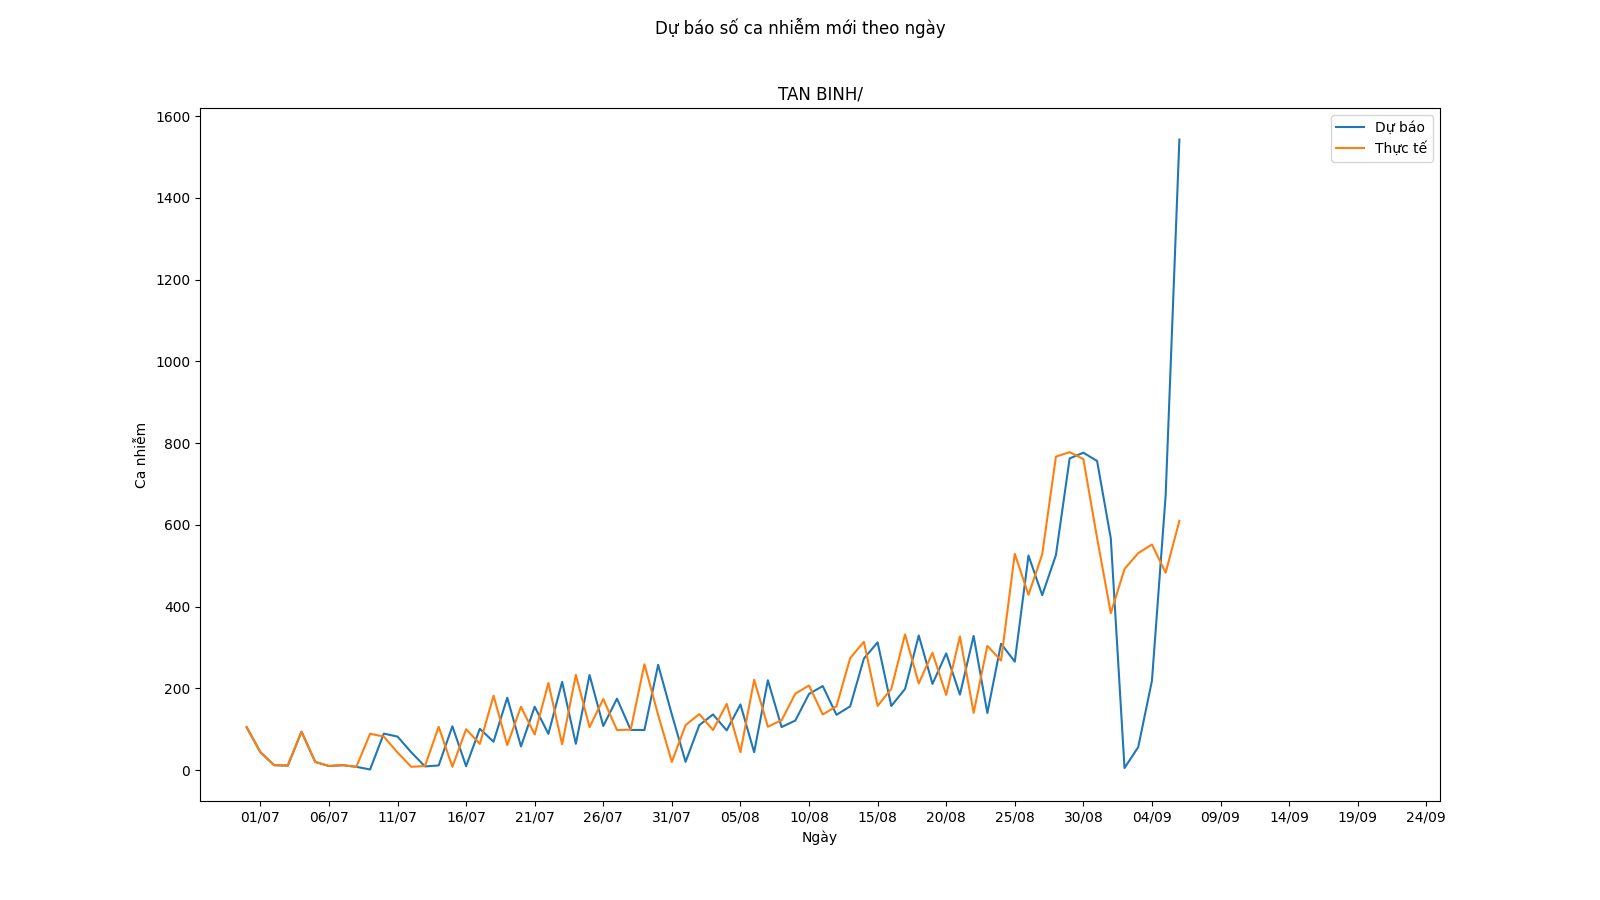 Dự báo số ca nhiễm mới theo ngày
TAN BINH/
Dự báo
Thực tế
1600
1400
1200
1000
800
600
400
200
0
Ca nhiễm
01/07 06/07 11/07 16/07 21/07 26/07 31/07 05/08 10/08 15/08 20/08 25/08 30/08 04/09 09/09 14/09 19/09 24/09
Ngày